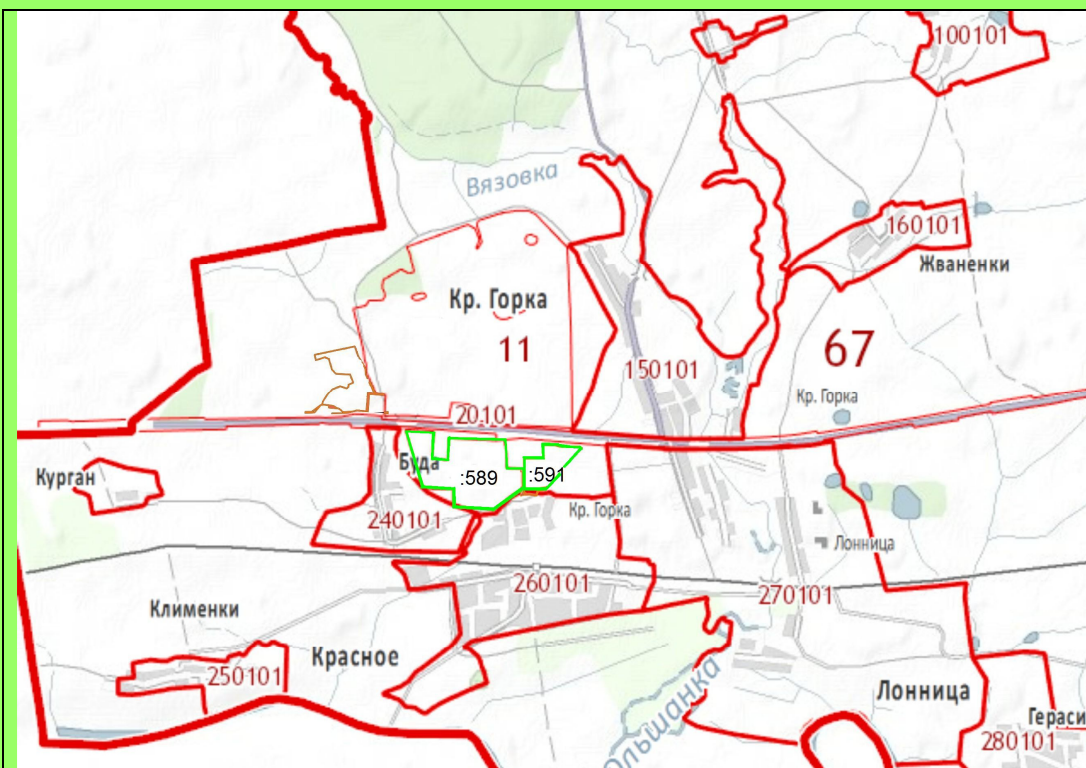 100101
Вязовка
160101
Жваненки
Кр. Горка
11
67
150101
Кр. Горка
20101
Буда
Курган
:589
:591
Кр. Горка
240101
Лонница
260101
270101
Клименки
Красное
250101
Ольшанка
Лонница
Гераси
280101